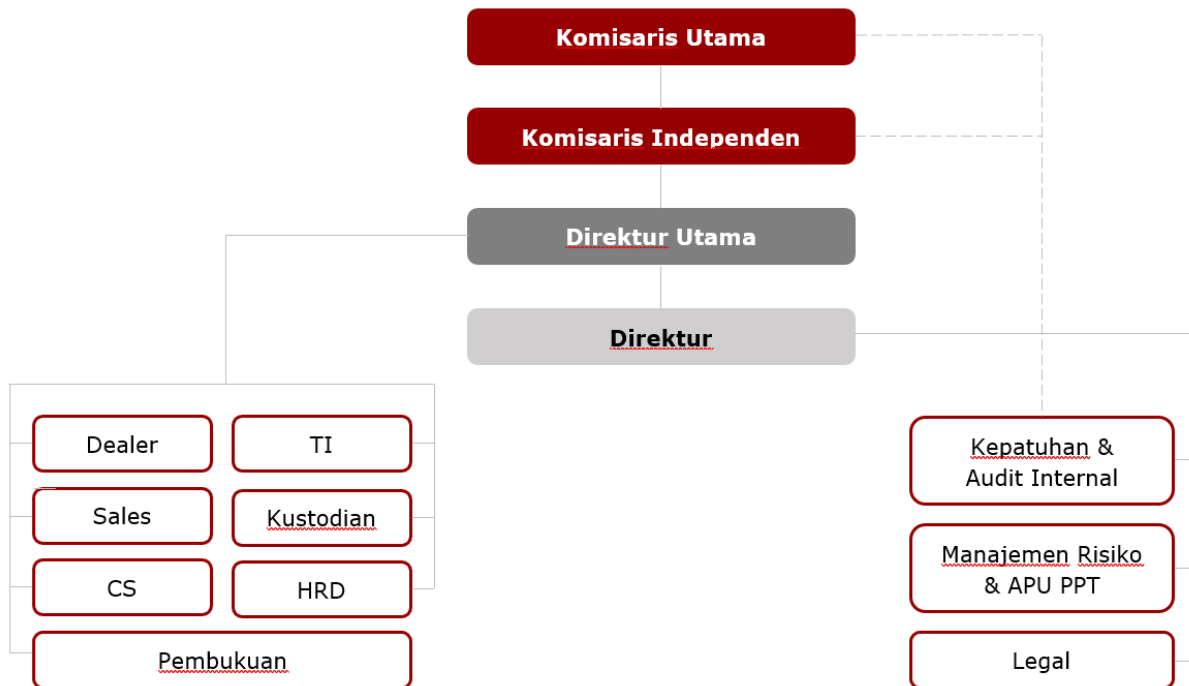 Komisaris Utama
Komisaris Independen
Direktur Utama
Direktur
Dealer
TI
Sales
Kustodian
CS
HRD
Pembukuan
Kepatuhan &
Audit Internal
Manajemen Risiko
& APU PPT
Legal